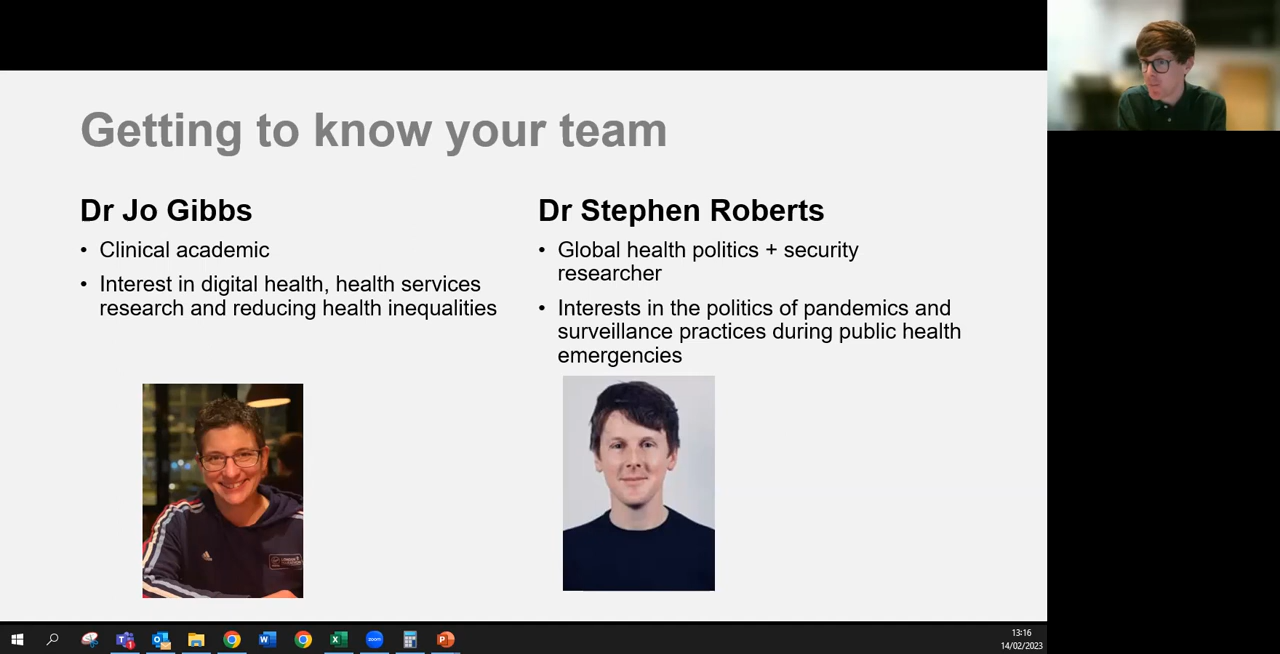 Getting to know your team
Dr Jo Gibbs
• Clinical academic
• Interest in digital health, health services
research and reducing health inequalities
Dr Stephen Roberts
• Global health politics + security
researcher
• Interests in the politics of pandemics and
surveillance practices during public health
emergencies
zoom
1
13:16
14/02/2023